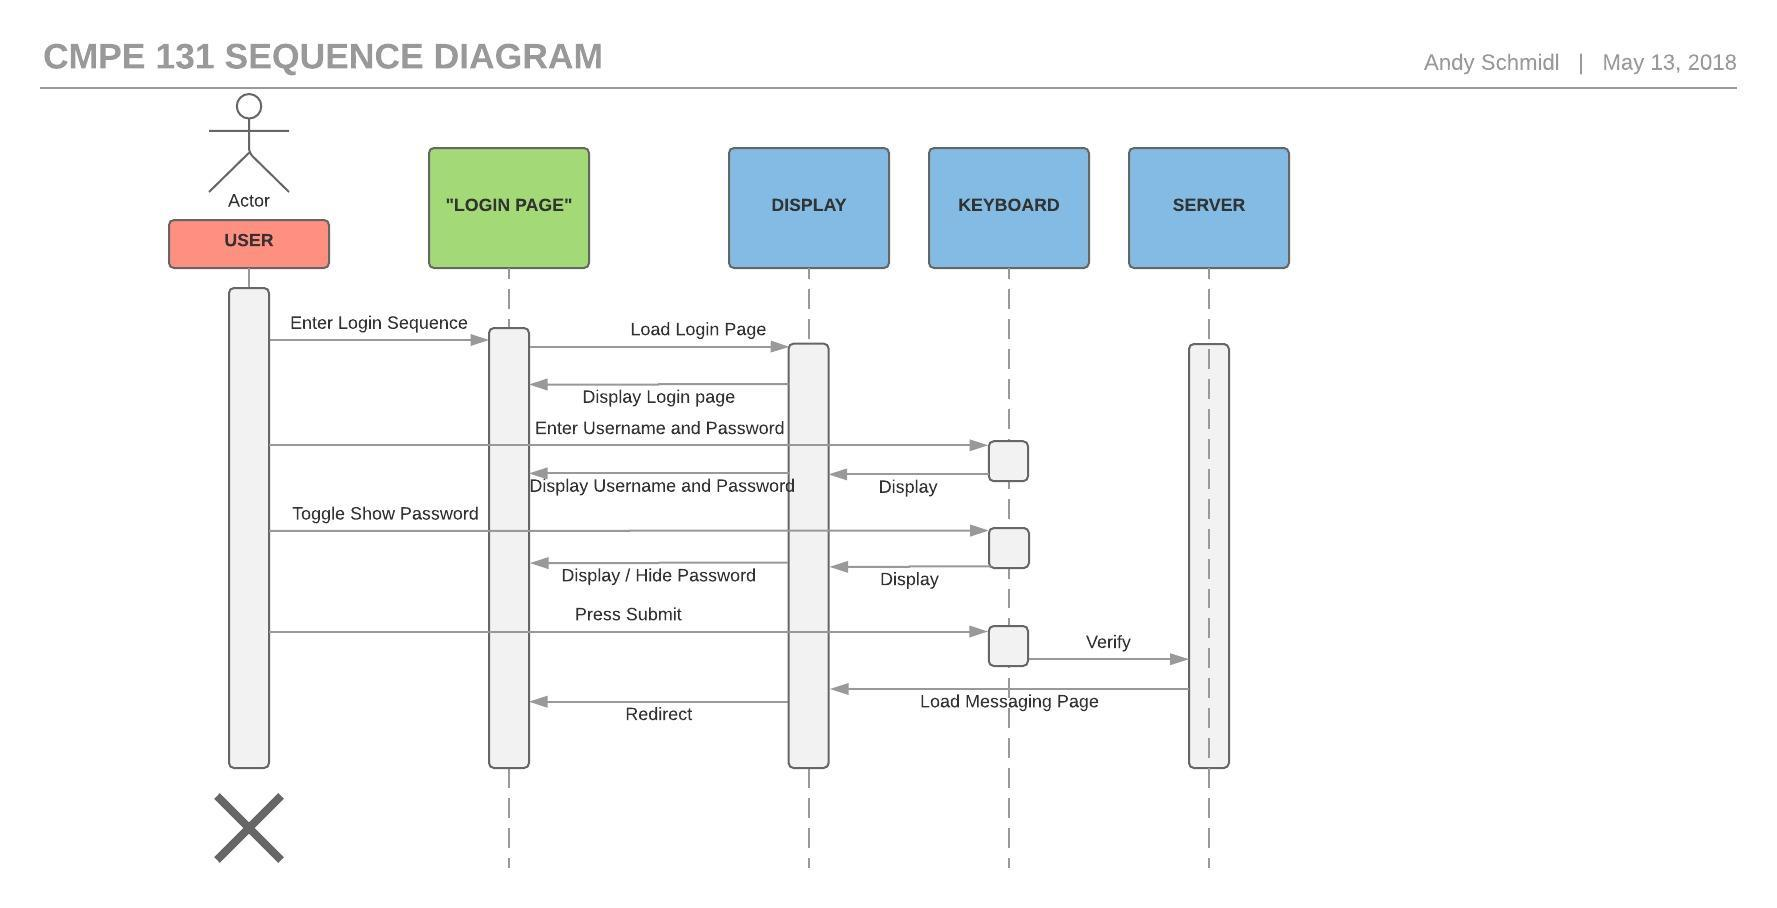 CMPE 131 SEQUENCE DIAGRAM
Andy Schmidl | May 13, 2018
Actor
USER
"LOGIN PAGE"
DISPLAY
KEYBOARD
SERVER
Enter Login Sequence
Load Login Page
Display Login page
Enter Username and Password
Display Username and Password
Display
Toggle Show Password
Display / Hide Password
Display
Press Submit
Verify
Load Messaging Page
Redirect